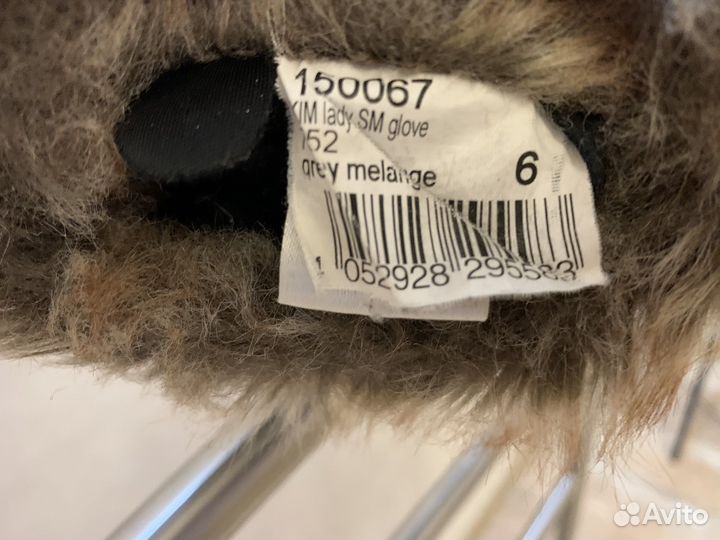 150067
KIM lady SM glove
752
grey melange 6
1 052928 295583
Avito